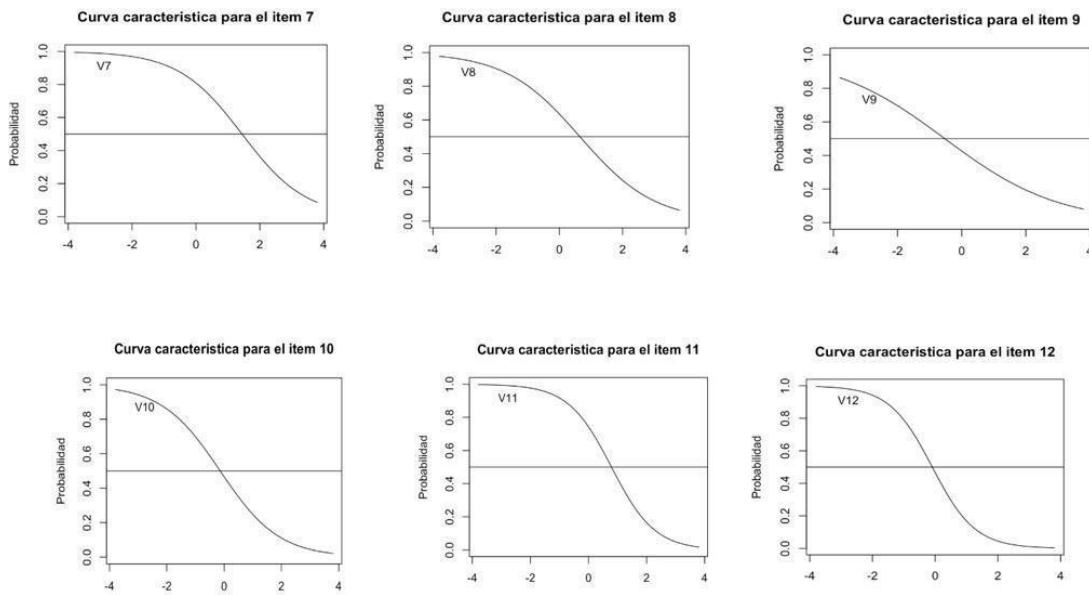 Curva caracteristica para el item 7
Probabilidad
0.0 0.2 0.4 0.6 0.8 1.0
V7
-4 -2 0 2 4
Curva caracteristica para el item 8
Probabilidad
0.0 0.2 0.4 0.6 0.8 1.0
V8
-4 -2 0 2 4
Curva caracteristica para el item 9
Probabilidad
0.0 0.2 0.4 0.6 0.8 1.0
V9
-4 -2 0 2 4
Curva caracteristica para el item 10
Probabilidad
0.0 0.2 0.4 0.6 0.8 1.0
V10
-4 -2 0 2 4
Curva caracteristica para el item 11
Probabilidad
0.0 0.2 0.4 0.6 0.8 1.0
V11
-4 -2 0 2 4
Curva caracteristica para el item 12
Probabilidad
0.0 0.2 0.4 0.6 0.8 1.0
V12
-4 -2 0 2 4